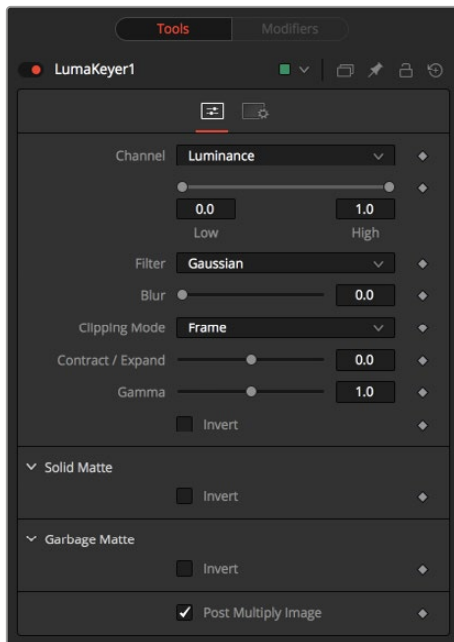 Tools Modifiers
LumaKeyer1
Channel Luminance
0.0 1.0
Low High
Filter Gaussian
Blur 0.0
Clipping Mode Frame
Contract / Expand 0.0
Gamma 1.0
Invert
Solid Matte
Invert
Garbage Matte
Invert
Post Multiply Image